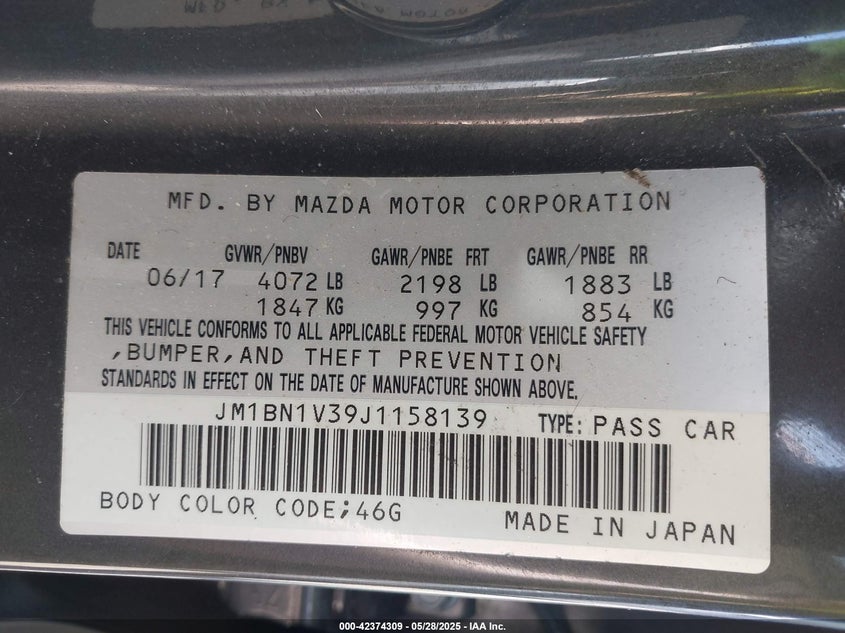 MFD. BY MAZDA MOTOR CORPORATION
DATE GVWR/PNBV GAWR/PNBE FRT GAWR/PNBE RR
06/17 4072 LB 2198 LB 1883 LB
1847 KG 997 KG 854 KG
THIS VEHICLE CONFORMS TO ALL APPLICABLE FEDERAL MOTOR VEHICLE SAFETY
,BUMPER,AND THEFT PREVENTION
STANDARDS IN EFFECT ON THE DATE OF MANUFACTURE SHOWN ABOVE.
JM1BN1V39J1158139 TYPE: PASS CAR
BODY COLOR CODE;46G
MADE IN JAPAN
000-42374309 - 05/28/2025 - IAA Inc.